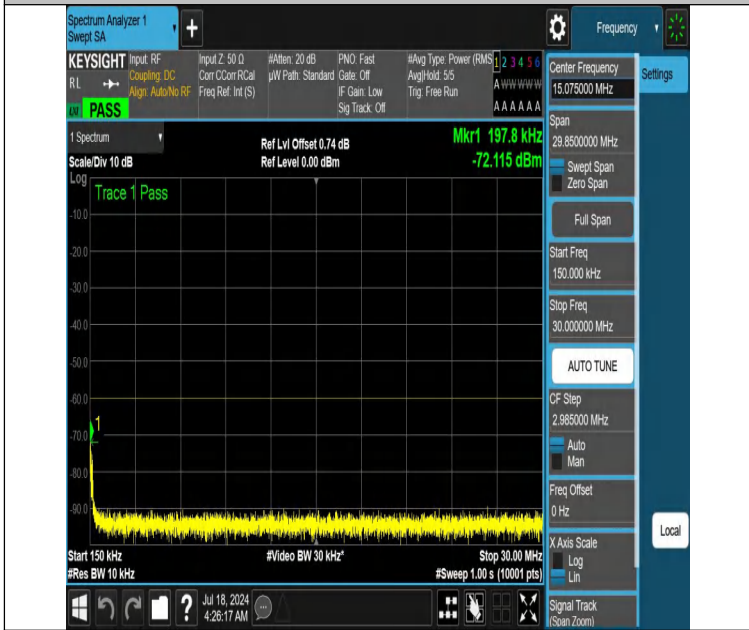 Spectrum Analyzer 1
Swept SA
+
Frequency
KEYSIGHT
RL
PASS
Input: RF
Coupling: DC
Align: Auto/No RF
Input Z: 50 Ω
Corr CCorr RCal
Freq Ref: Int (S)
#Atten: 20 dB
µW Path: Standard
PNO: Fast
Gate: Off
IF Gain: Low
Sig Track: Off
#Avg Type: Power (RMS
Avg|Hold: 5/5
Trig: Free Run
1 2 3 4 5 6
A W W W W W
A A A A A A
1 Spectrum
Scale/Div 10 dB
Ref Lvl Offset 0.74 dB
Ref Level 0.00 dBm
Mkr1 197.8 kHz
-72.115 dBm
Log
Trace 1 Pass
-10.0
-20.0
-30.0
-50.0
-60.0
1
-70.0
-80.0
-90.0
Start 150 kHz
#Video BW 30 kHz*
Stop 30.00 MHz
#Res BW 10 kHz
#Sweep 1.00 s (10001 pts)
Center Frequency
15.075000 MHz
Settings
Span
29.8500000 MHz
Swept Span
Zero Span
Full Span
Start Freq
150.000 kHz
Stop Freq
30.000000 MHz
AUTO TUNE
CF Step
2.985000 MHz
Auto
Man
Freq Offset
0 Hz
X Axis Scale
Log
Lin
Local
Signal Track
(Span Zoom)
?
Jul 18, 2024
4:26:17 AM